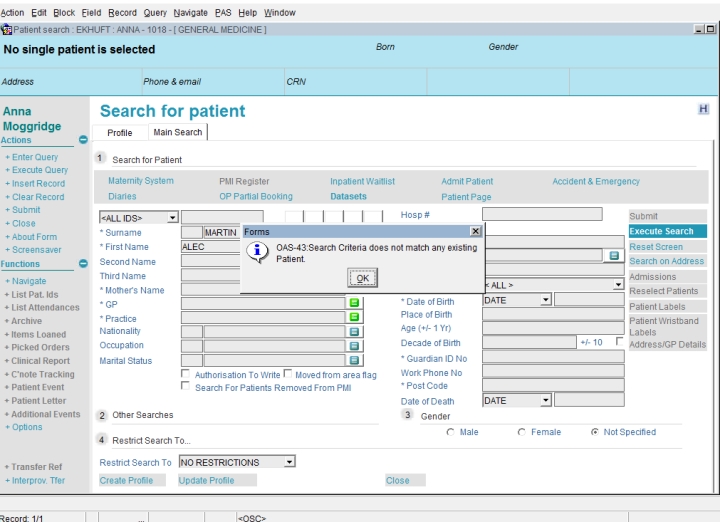 Action Edit Block Field Record Query Navigate PAS Help Window
Patient search : EKHUFT : ANNA - 1018 - [ GENERAL MEDICINE ]
No single patient is selected
Born
Gender
Address
Phone & email
CRN
Anna
Moggridge
Actions
+ Enter Query
+ Execute Query
+ Insert Record
+ Clear Record
+ Submit
+ Close
+ About Form
+ Screensaver
Functions
+ Navigate
+ List Pat. Ids
+ List Attendances
+ Archive
+ Items Loaned
+ Picked Orders
+ Clinical Report
+ C'note Tracking
+ Patient Event
+ Patient Letter
+ Additional Events
+ Options
+ Transfer Ref
+ Interprov. Tfer
Search for patient
H
Profile
Main Search
1 Search for Patient
Maternity System
PMI Register
Inpatient Waitlist
Admit Patient
Accident & Emergency
Diaries
OP Partial Booking
Datasets
Patient Page
<ALL IDS>
* Surname
MARTIN
* First Name
ALEC
Second Name
Third Name
* Mother's Name
* GP
* Practice
Nationality
Occupation
Marital Status
Authorisation To Write
Moved from area flag
Search For Patients Removed From PMI
Forms
OAS-43:Search Criteria does not match any existing
Patient.
OK
Hosp #
< ALL >
* Date of Birth
DATE
Place of Birth
Age (+/- 1 Yr)
Decade of Birth
+/- 10
* Guardian ID No
Work Phone No
* Post Code
Date of Death
DATE
Submit
Execute Search
Reset Screen
Search on Address
Admissions
Reselect Patients
Patient Labels
Patient Wristband
Labels
Address/GP Details
2 Other Searches
3 Gender
Male
Female
Not Specified
4 Restrict Search To...
Restrict Search To
NO RESTRICTIONS
Create Profile
Update Profile
Close
Record: 1/1
...
<OSC>